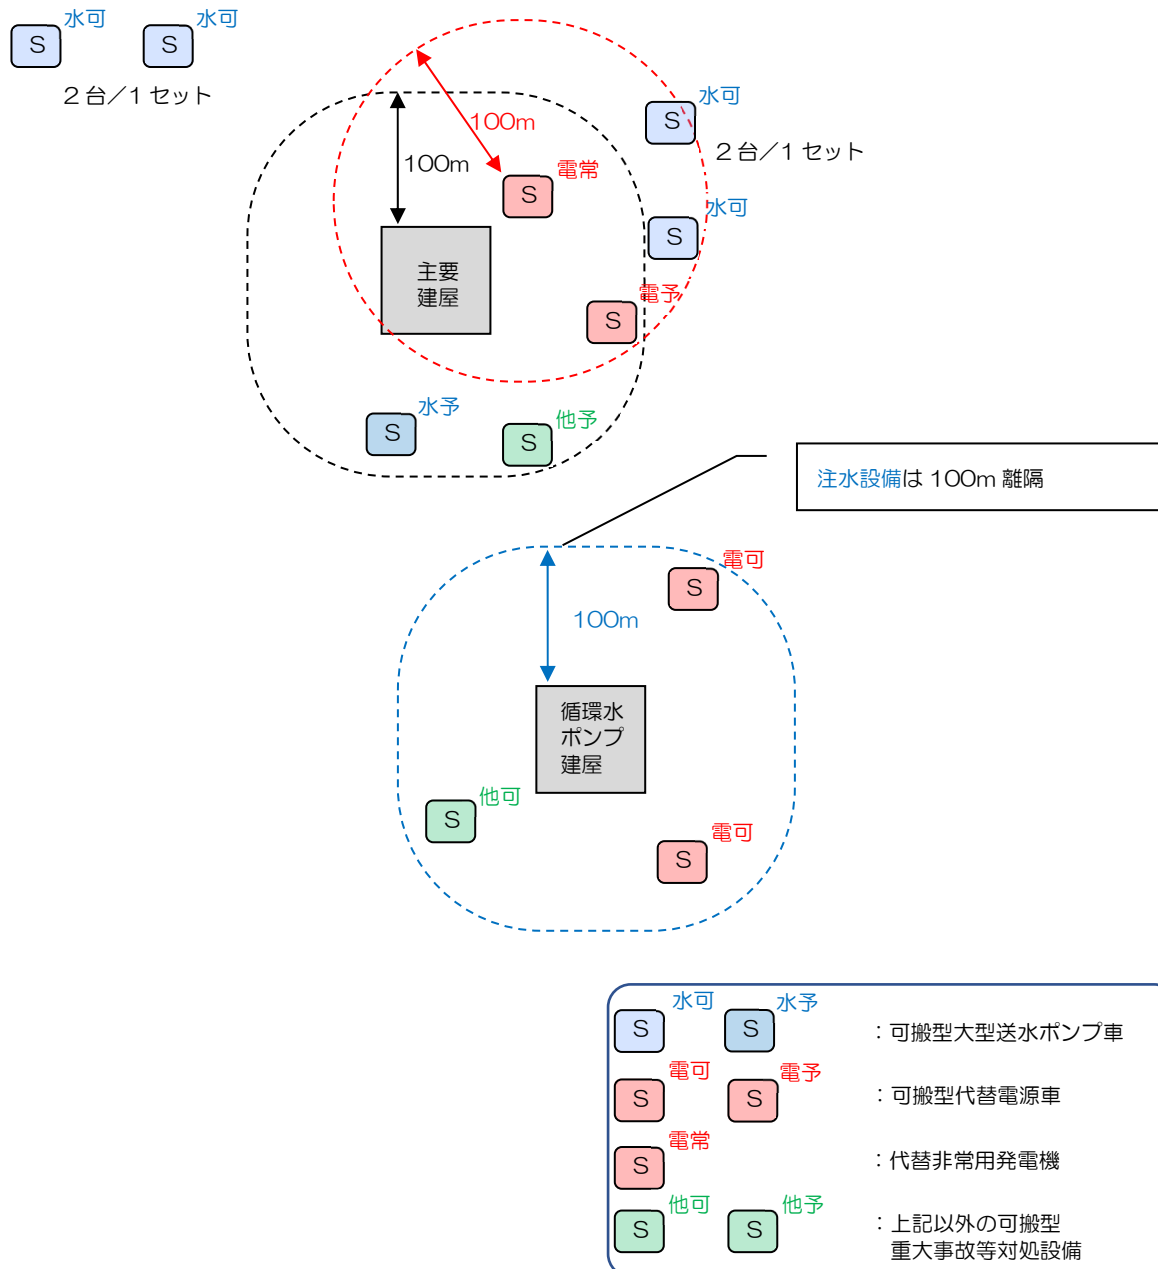 水可
水可
S
S
2台/1セット
水可
S
100m
2台/1セット
100m
電常
S
水可
S
主要
建屋
電予
S
水予
S
他予
S
注水設備は100m離隔
電可
S
100m
循環水
ポンプ
建屋
他可
S
電可
S
水可
水予
S
S
:可搬型大型送水ポンプ車
電可
電予
S
S
:可搬型代替電源車
電常
S
:代替非常用発電機
他可
他予
S
S
:上記以外の可搬型
重大事故等対処設備